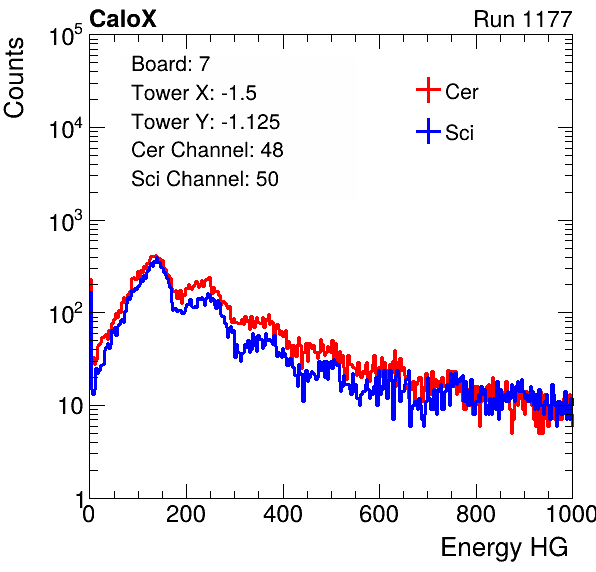 CaloX Run 1177
Counts
10^5
10^4
10^3
10^2
10
1
Board: 7
Tower X: -1.5
Tower Y: -1.125
Cer Channel: 48
Sci Channel: 50
Cer
Sci
0 200 400 600 800 1000
Energy HG